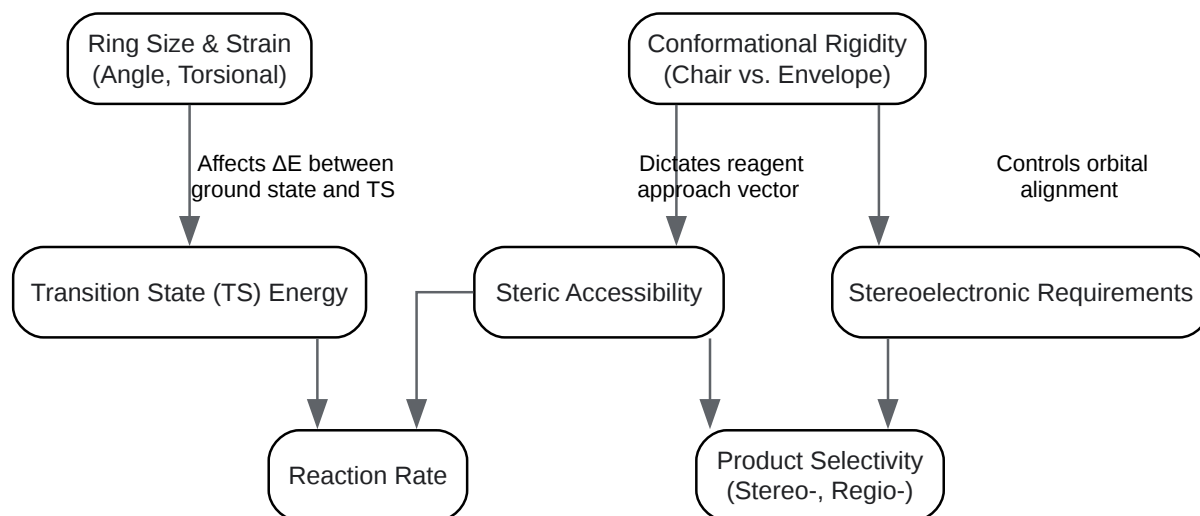 Ring Size & Strain
(Angle, Torsional)
Conformational Rigidity
(Chair vs. Envelope)
Affects ΔE between
ground state and TS
Dictates reagent
approach vector
Controls orbital
alignment
Transition State (TS) Energy
Steric Accessibility
Stereoelectronic Requirements
Reaction Rate
Product Selectivity
(Stereo-, Regio-)